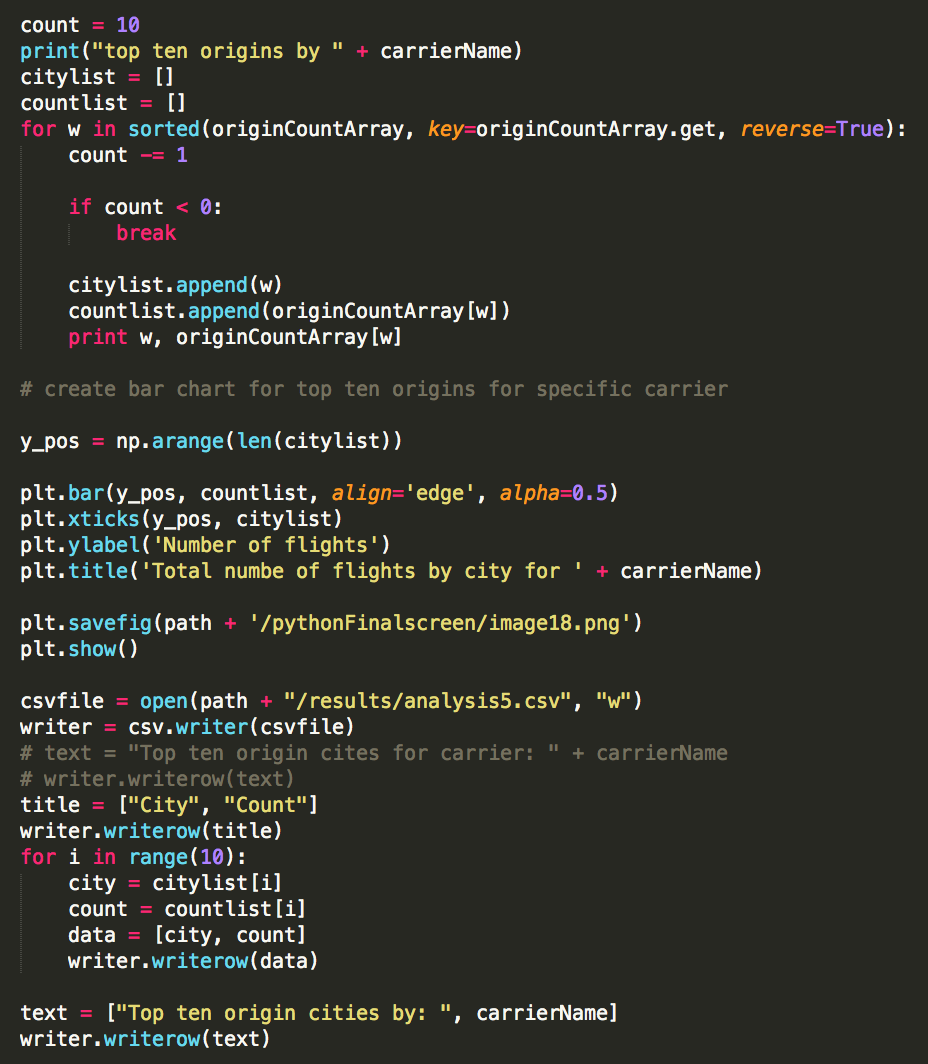 count = 10
print("top ten origins by " + carrierName)
citylist = []
countlist = []
for w in sorted(originCountArray, key=originCountArray.get, reverse=True):
    count -= 1

    if count < 0:
        break

    citylist.append(w)
    countlist.append(originCountArray[w])
    print w, originCountArray[w]

# create bar chart for top ten origins for specific carrier

y_pos = np.arange(len(citylist))

plt.bar(y_pos, countlist, align='edge', alpha=0.5)
plt.xticks(y_pos, citylist)
plt.ylabel('Number of flights')
plt.title('Total numbe of flights by city for ' + carrierName)

plt.savefig(path + '/pythonFinalscreen/image18.png')
plt.show()

csvfile = open(path + "/results/analysis5.csv", "w")
writer = csv.writer(csvfile)
# text = "Top ten origin cites for carrier: " + carrierName
# writer.writerow(text)
title = ["City", "Count"]
writer.writerow(title)
for i in range(10):
    city = citylist[i]
    count = countlist[i]
    data = [city, count]
    writer.writerow(data)

text = ["Top ten origin cities by: ", carrierName]
writer.writerow(text)